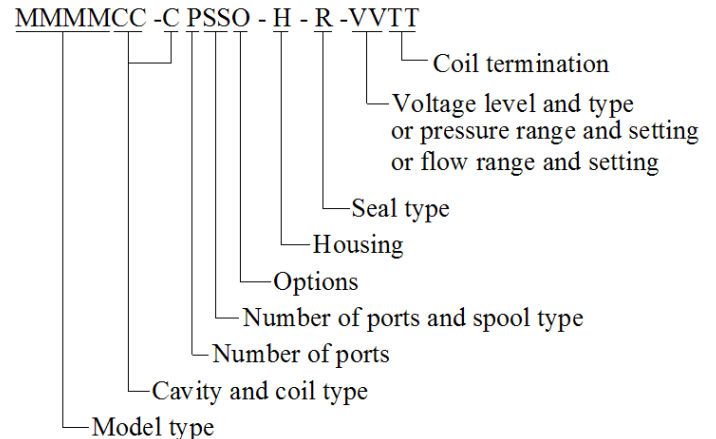 MMMMCC -C PSSO - H - R -VVTT
Coil termination
Voltage level and type
or pressure range and setting
or flow range and setting
Seal type
Housing
Options
Number of ports and spool type
Number of ports
Cavity and coil type
Model type